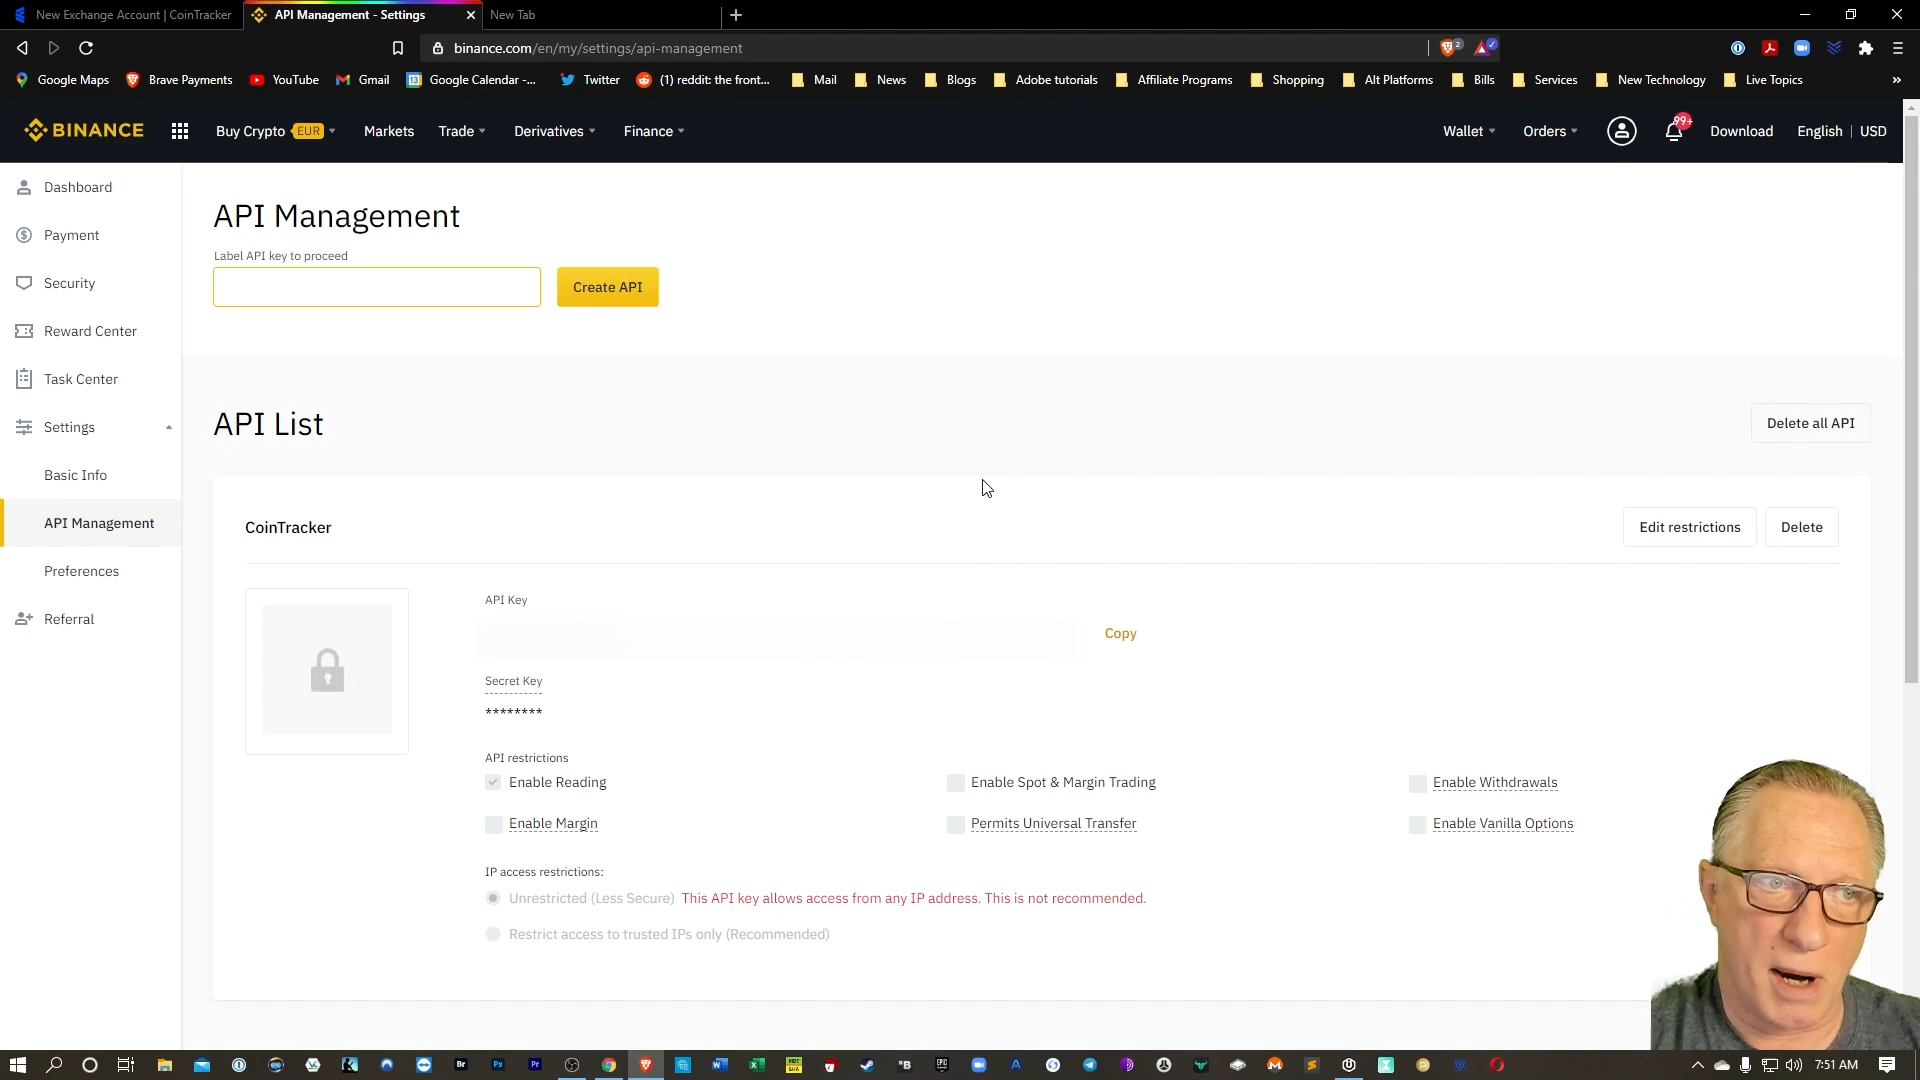 New Exchange Account | CoinTracker
API Management - Settings
New Tab
binance.com/en/my/settings/api-management
2
Google Maps
Brave Payments
YouTube
Gmail
Google Calendar -...
Twitter
(1) reddit: the front...
Mail
News
Blogs
Adobe tutorials
Affiliate Programs
Shopping
Alt Platforms
Bills
Services
New Technology
Live Topics
»
BINANCE
Buy Crypto EUR
Markets
Trade
Derivatives
Finance
Wallet
Orders
99+
Download
English | USD
Dashboard
Payment
Security
Reward Center
Task Center
Settings
Basic Info
API Management
Preferences
Referral
API Management
Label API key to proceed
Create API
API List
Delete all API
CoinTracker
Edit restrictions
Delete
API Key
Copy
Secret Key
********
API restrictions
Enable Reading
Enable Spot & Margin Trading
Enable Withdrawals
Enable Margin
Permits Universal Transfer
Enable Vanilla Options
IP access restrictions:
Unrestricted (Less Secure) This API key allows access from any IP address. This is not recommended.
Restrict access to trusted IPs only (Recommended)
7:51 AM